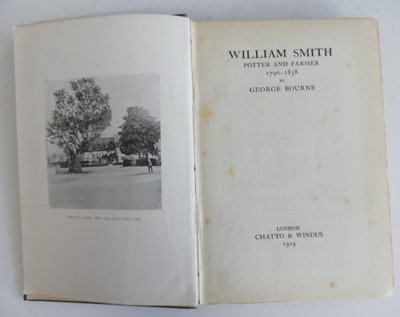 WILLIAM SMITH
POTTER AND FARMER
1790–1858
BY
GEORGE BOURNE
LONDON
CHATTO & WINDUS
1919